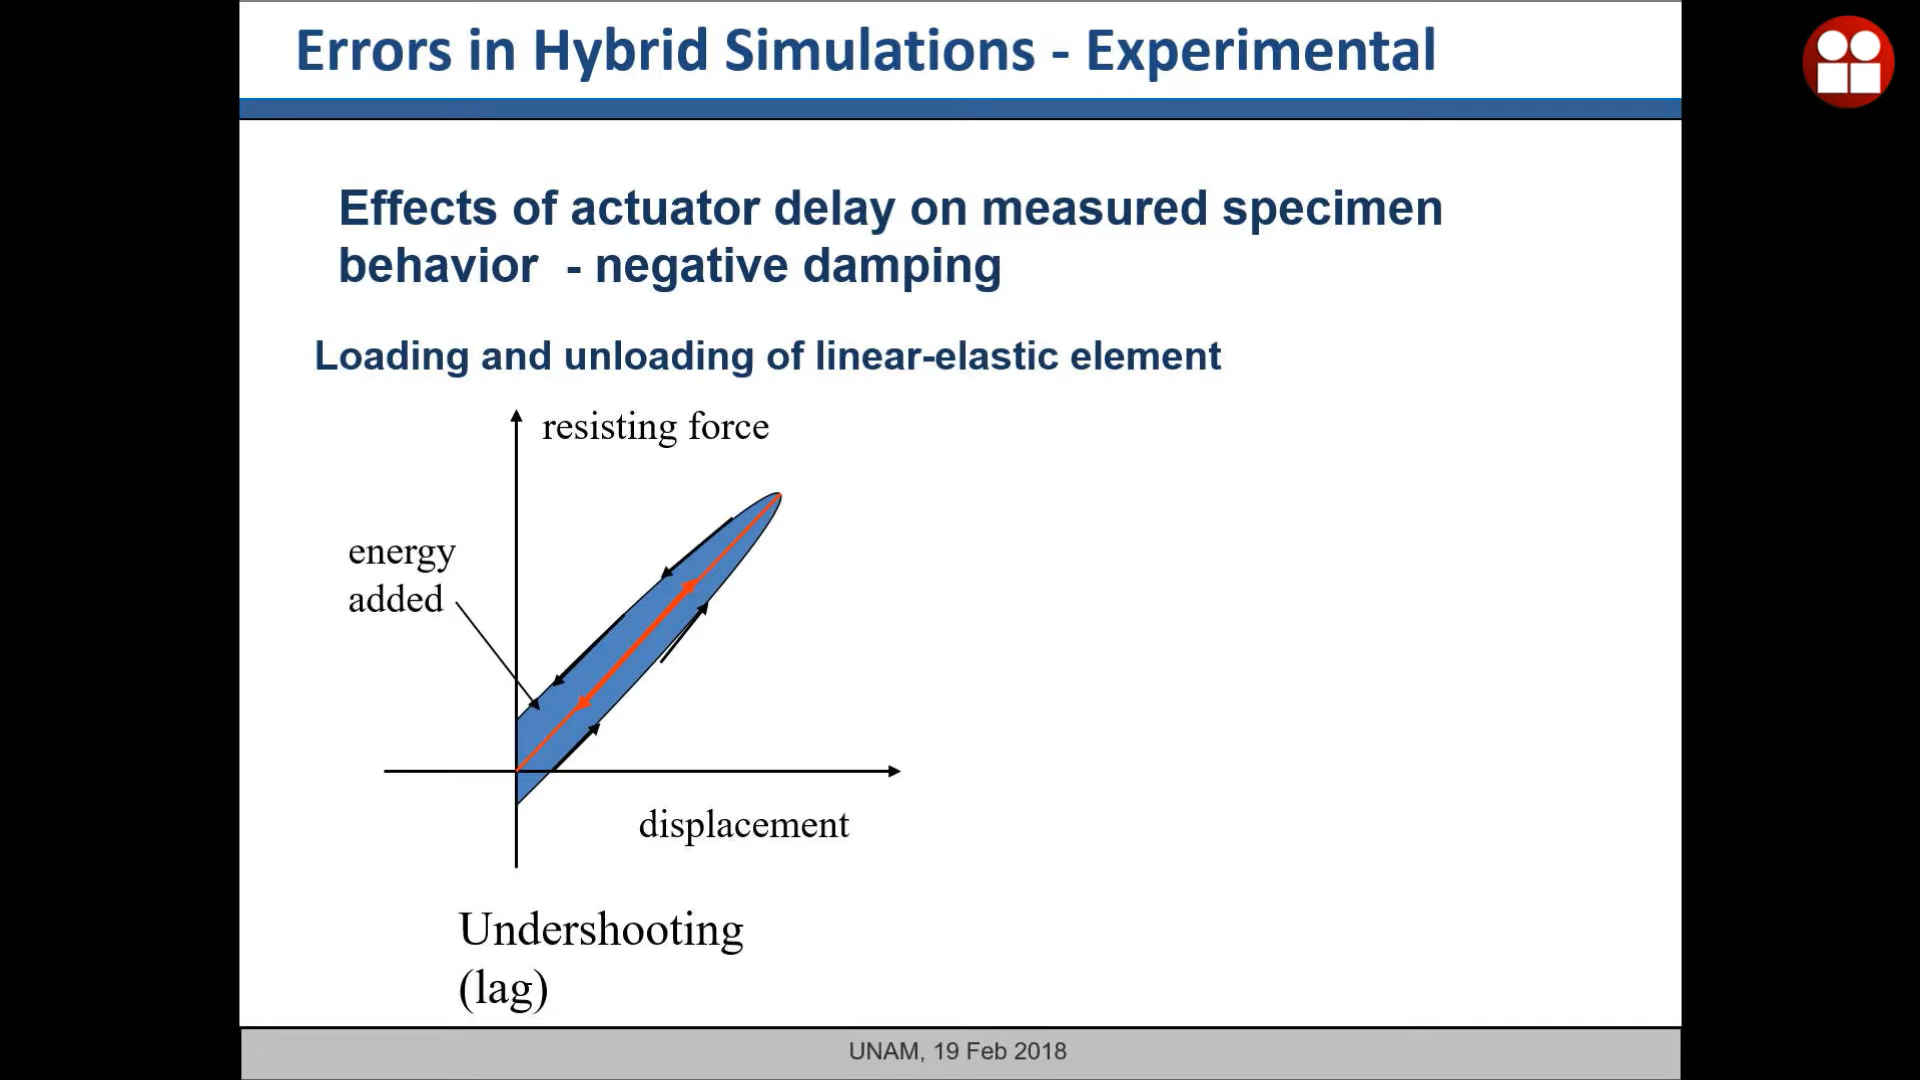 Errors in Hybrid Simulations - Experimental
Effects of actuator delay on measured specimen
behavior - negative damping
Loading and unloading of linear-elastic element
resisting force
energy
added
displacement
Undershooting
(lag)
UNAM, 19 Feb 2018